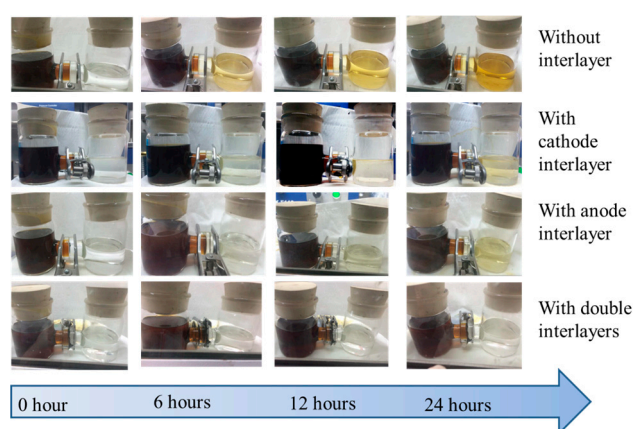 Without
interlayer
With
cathode
interlayer
With anode
interlayer
With double
interlayers
0 hour
6 hours
12 hours
24 hours